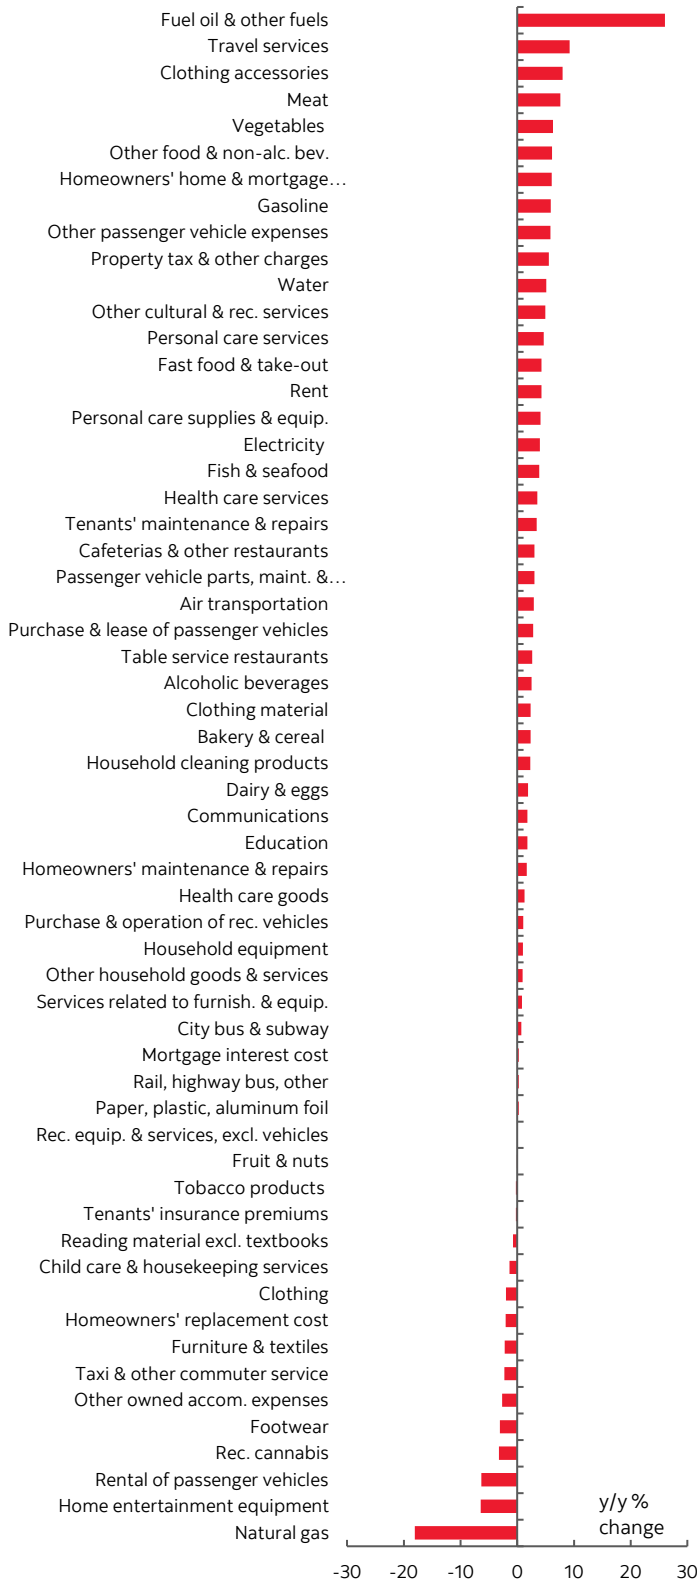 Fuel oil & other fuels
Travel services
Clothing accessories
Meat
Vegetables
Other food & non-alc. bev.
Homeowners' home & mortgage…
Gasoline
Other passenger vehicle expenses
Property tax & other charges
Water
Other cultural & rec. services
Personal care services
Fast food & take-out
Rent
Personal care supplies & equip.
Electricity
Fish & seafood
Health care services
Tenants' maintenance & repairs
Cafeterias & other restaurants
Passenger vehicle parts, maint. &…
Air transportation
Purchase & lease of passenger vehicles
Table service restaurants
Alcoholic beverages
Clothing material
Bakery & cereal
Household cleaning products
Dairy & eggs
Communications
Education
Homeowners' maintenance & repairs
Health care goods
Purchase & operation of rec. vehicles
Household equipment
Other household goods & services
Services related to furnish. & equip.
City bus & subway
Mortgage interest cost
Rail, highway bus, other
Paper, plastic, aluminum foil
Rec. equip. & services, excl. vehicles
Fruit & nuts
Tobacco products
Tenants' insurance premiums
Reading material excl. textbooks
Child care & housekeeping services
Clothing
Homeowners' replacement cost
Furniture & textiles
Taxi & other commuter service
Other owned accom. expenses
Footwear
Rec. cannabis
Rental of passenger vehicles
Home entertainment equipment
Natural gas
y/y %
change
-30 -20 -10 0 10 20 30